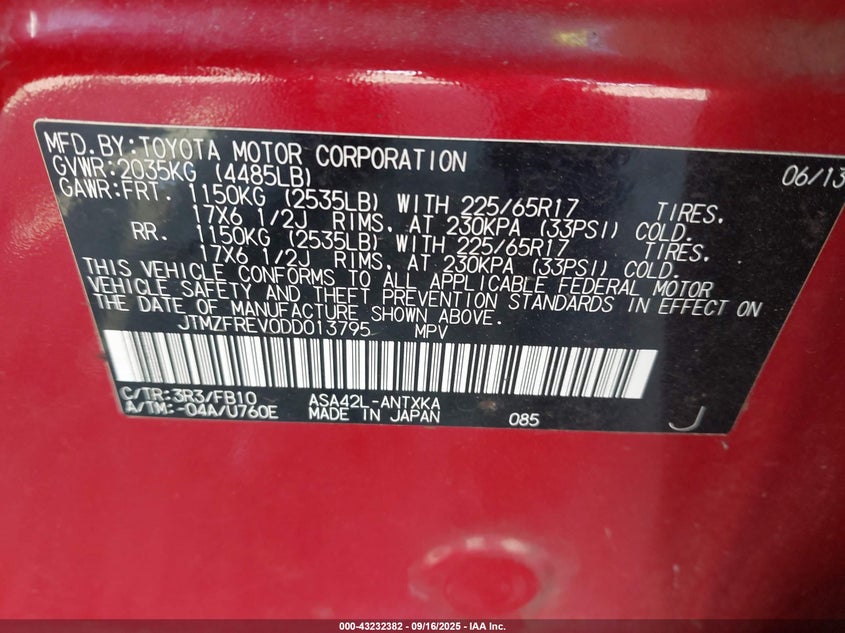 MFD.BY:TOYOTA MOTOR CORPORATION 06/13
GVWR:2035KG (4485LB)
GAWR:FRT. 1150KG (2535LB) WITH 225/65R17 TIRES,
17X6 1/2J RIMS, AT 230KPA (33PSI) COLD.
RR. 1150KG (2535LB) WITH 225/65R17 TIRES,
17X6 1/2J RIMS, AT 230KPA (33PSI) COLD.
THIS VEHICLE CONFORMS TO ALL APPLICABLE FEDERAL MOTOR
VEHICLE SAFETY AND THEFT PREVENTION STANDARDS IN EFFECT ON
THE DATE OF MANUFACTURE SHOWN ABOVE.
JTMZFREV0DD013795 MPV
C/TR:3R3/FB10 ASA42L-ANTXKA
A/TM:-04A/U760E MADE IN JAPAN 085 J
000-43232382 - 09/16/2025 - IAA Inc.